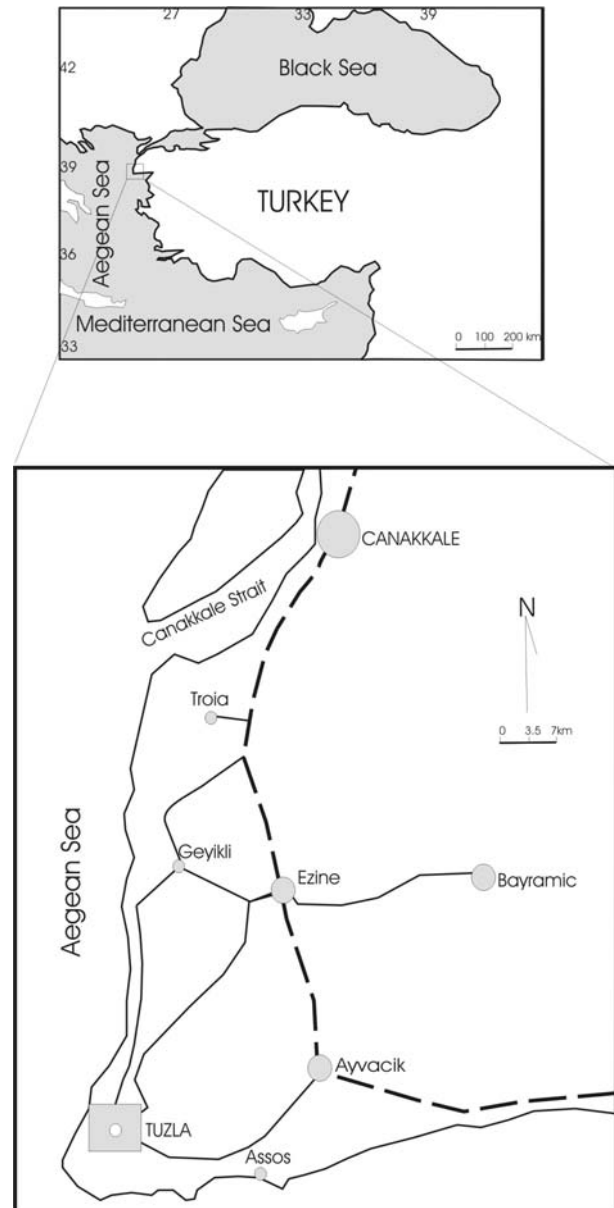 27
33
39
42
Black Sea
39
Aegean Sea
TURKEY
36
Mediterranean Sea
0 100 200 km
33
CANAKKALE
Canakkale Strait
N
Troia
0 3.5 7km
Aegean Sea
Geyikli
Ezine
Bayramic
Ayvacik
TUZLA
Assos